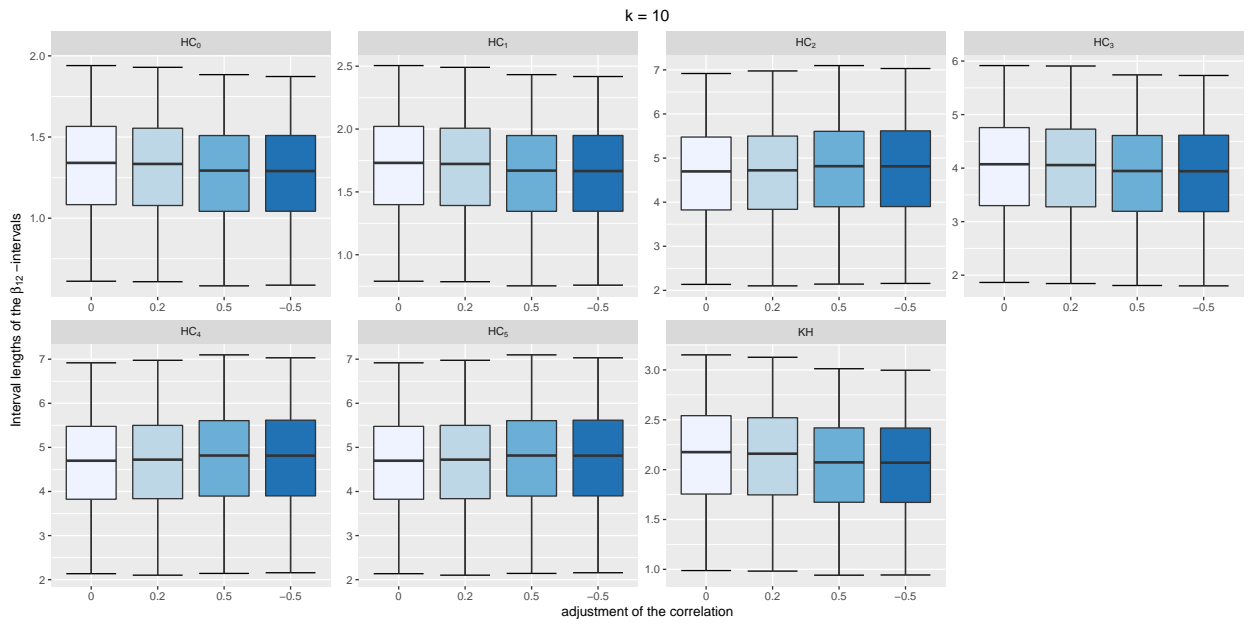 k = 10
Interval lengths of the β₁₂ −intervals
HC₀
2.0
1.5
1.0
0 0.2 0.5 −0.5
HC₁
2.5
2.0
1.5
1.0
0 0.2 0.5 −0.5
HC₂
7
6
5
4
3
2
0 0.2 0.5 −0.5
HC₃
6
5
4
3
2
0 0.2 0.5 −0.5
HC₄
7
6
5
4
3
2
0 0.2 0.5 −0.5
HC₅
7
6
5
4
3
2
0 0.2 0.5 −0.5
KH
3.0
2.5
2.0
1.5
1.0
0 0.2 0.5 −0.5
adjustment of the correlation